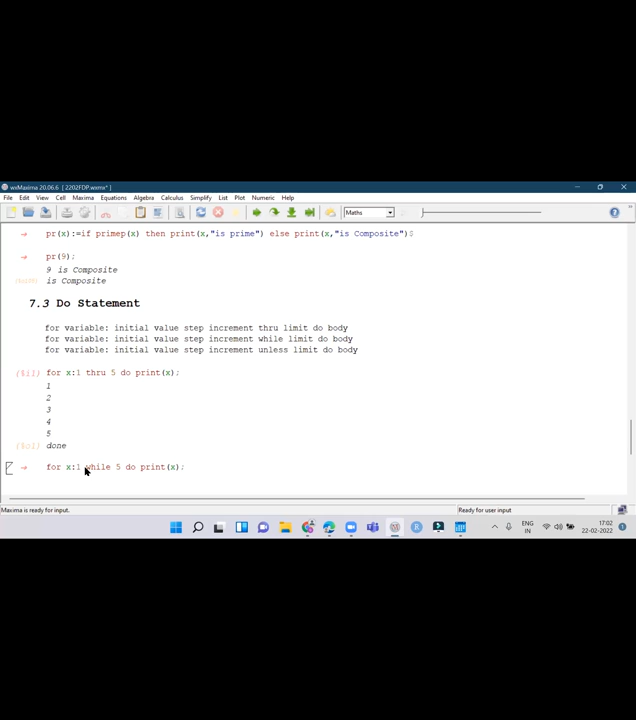 wxMaxima 20.06.6 [ 2202FDP.wxmx* ]
File Edit View Cell Maxima Equations Algebra Calculus Simplify List Plot Numeric Help
Maths
pr(x):=if primep(x) then print(x,"is prime") else print(x,"is Composite")$
pr(9);
9 is Composite
is Composite
7.3 Do Statement
for variable: initial value step increment thru limit do body
for variable: initial value step increment while limit do body
for variable: initial value step increment unless limit do body
(%i1) for x:1 thru 5 do print(x);
1
2
3
4
5
(%o1) done
for x:1 while 5 do print(x);
Maxima is ready for input. Ready for user input
ENG
IN
17:02
22-02-2022